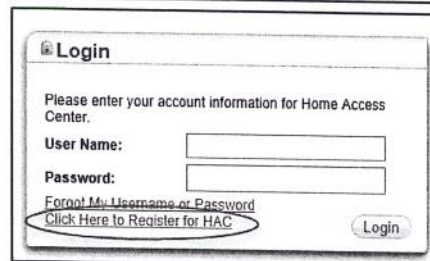 Login
Please enter your account information for Home Access
Center.
User Name:
Password:
Forgot My Username or Password
Click Here to Register for HAC
Login